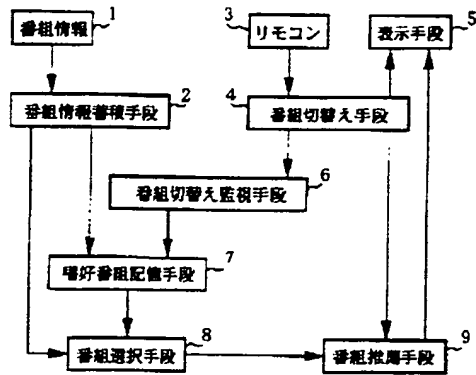 1
3
5
番組情報
リモコン
表示手段
2
4
番組情報蓄積手段
番組切替え手段
6
番組切替え監視手段
7
嗜好番組記憶手段
8
9
番組選択手段
番組推薦手段